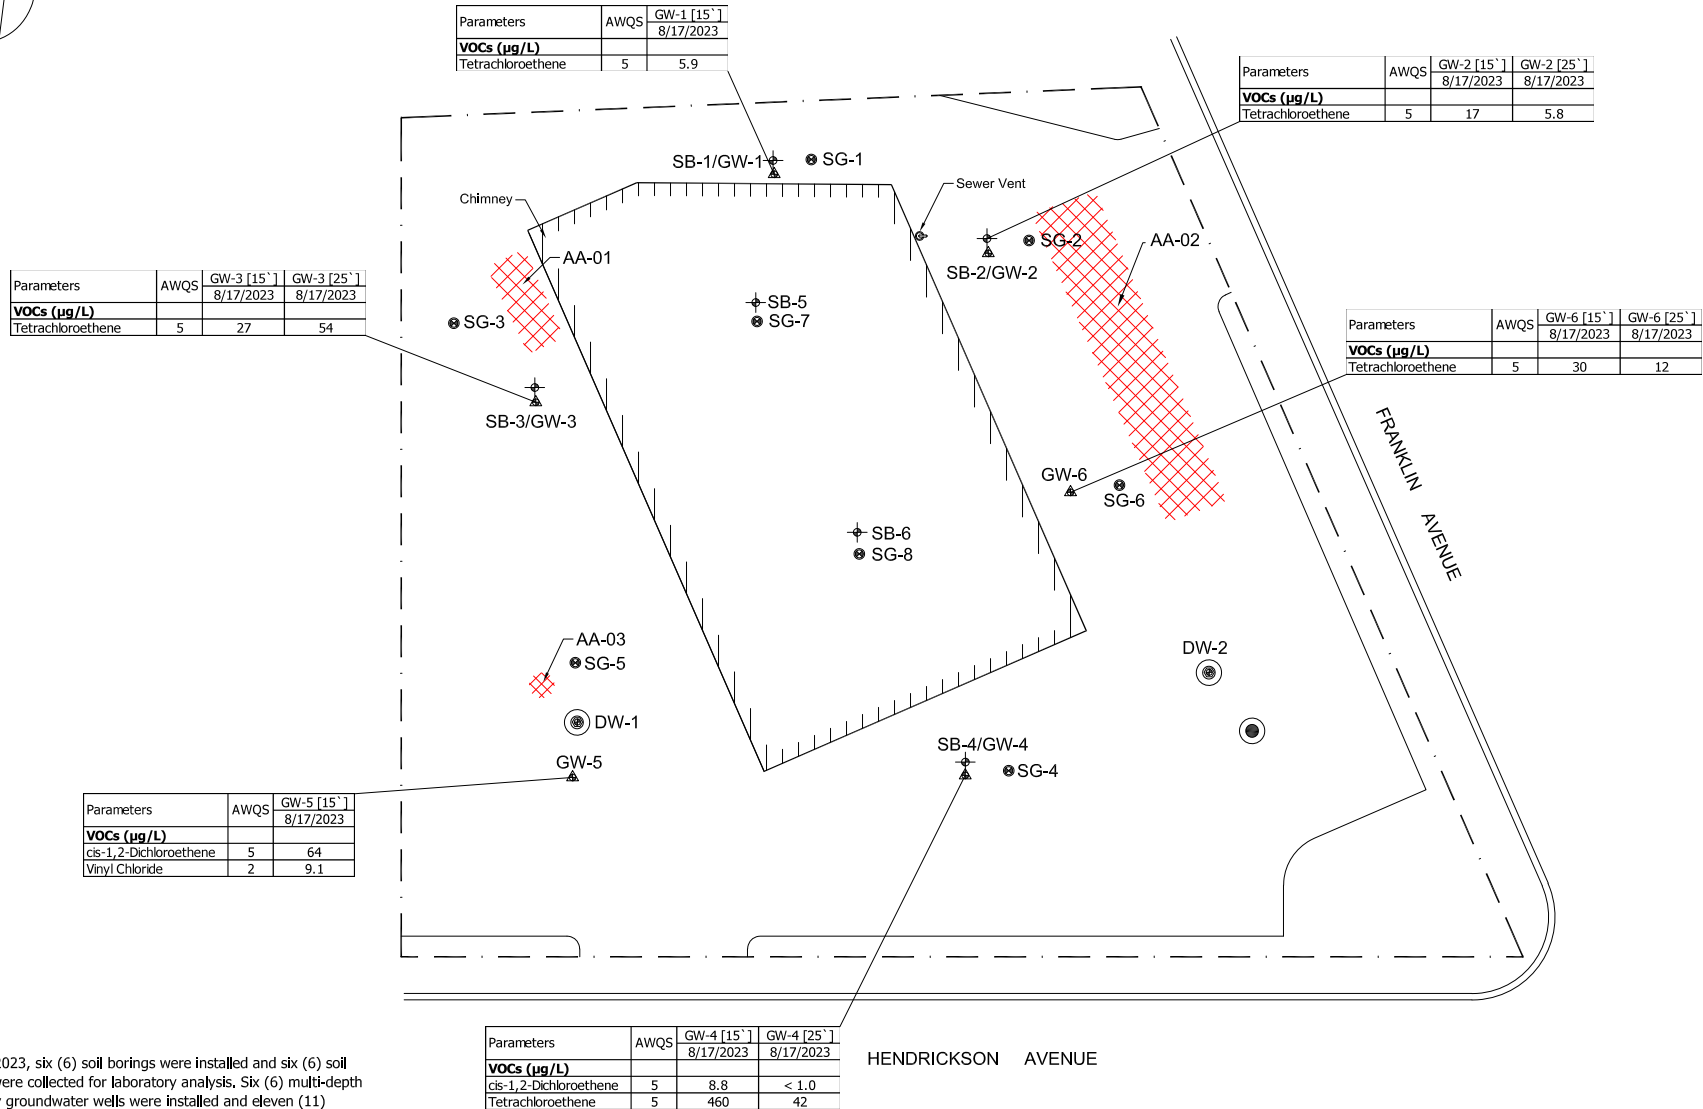 Parameters AWQS GW-1 [15`]
8/17/2023
VOCs (µg/L)
Tetrachloroethene 5 5.9
Parameters AWQS GW-2 [15`] GW-2 [25`]
8/17/2023 8/17/2023
VOCs (µg/L)
Tetrachloroethene 5 17 5.8
SB-1/GW-1
SG-1
Chimney
Sewer Vent
AA-01
SG-2
AA-02
SB-2/GW-2
Parameters AWQS GW-3 [15`] GW-3 [25`]
8/17/2023 8/17/2023
VOCs (µg/L)
Tetrachloroethene 5 27 54
SG-3
SB-5
SG-7
Parameters AWQS GW-6 [15`] GW-6 [25`]
8/17/2023 8/17/2023
VOCs (µg/L)
Tetrachloroethene 5 30 12
SB-3/GW-3
FRANKLIN AVENUE
GW-6
SG-6
SB-6
SG-8
AA-03
SG-5
DW-2
DW-1
GW-5
SB-4/GW-4
SG-4
Parameters AWQS GW-5 [15`]
8/17/2023
VOCs (µg/L)
cis-1,2-Dichloroethene 5 64
Vinyl Chloride 2 9.1
Parameters AWQS GW-4 [15`] GW-4 [25`]
8/17/2023 8/17/2023
VOCs (µg/L)
cis-1,2-Dichloroethene 5 8.8 < 1.0
Tetrachloroethene 5 460 42
HENDRICKSON AVENUE
2023, six (6) soil borings were installed and six (6) soil
were collected for laboratory analysis. Six (6) multi-depth
groundwater wells were installed and eleven (11)